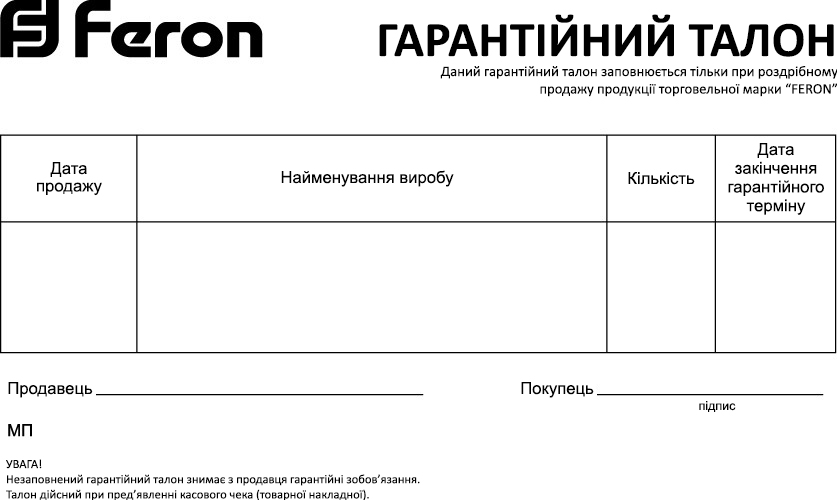 Feron
ГАРАНТІЙНИЙ ТАЛОН
Даний гарантійний талон заповнюється тільки при роздрібному
продажу продукції торговельної марки “FERON”
Дата
продажу
Найменування виробу
Кількість
Дата
закінчення
гарантійного
терміну
Продавець
Покупець
підпис
МП
УВАГА!
Незаповнений гарантійний талон знимає з продавця гарантійні зобов’язання.
Талон дійсний при пред’явленні касового чека (товарної накладної).